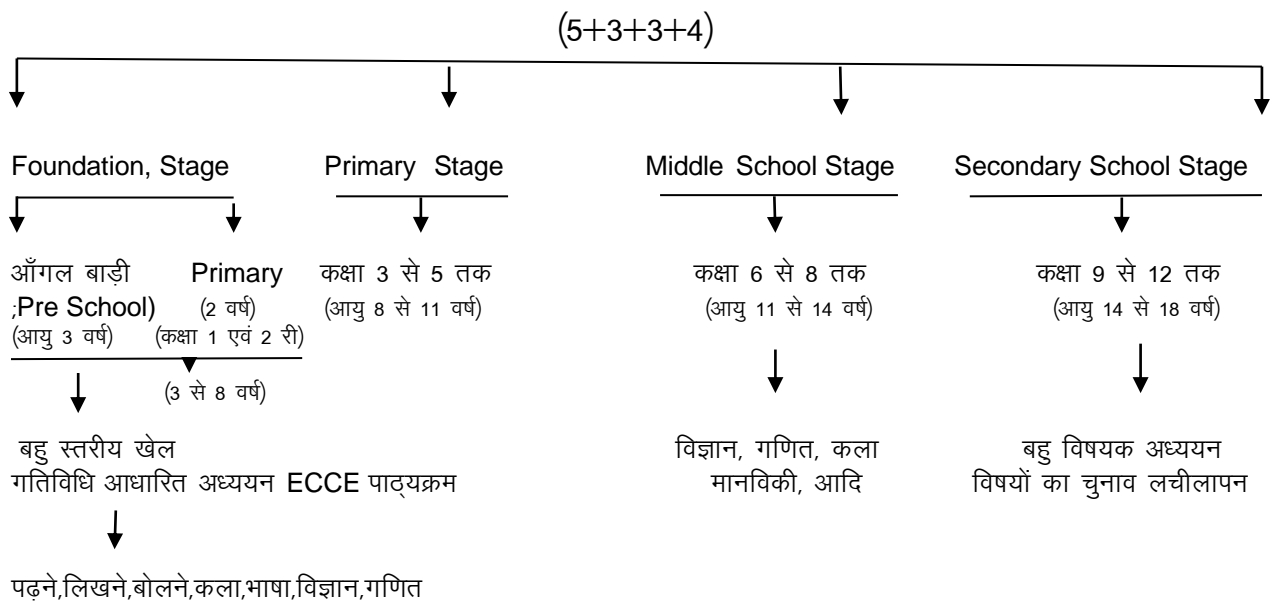 (5+3+3+4)
Foundation, Stage
Primary Stage
Middle School Stage
Secondary School Stage
आँगल बाड़ी
;Pre School)
(आयु 3 वर्ष)
Primary
(2 वर्ष)
(कक्षा 1 एवं 2 री)
(3 से 8 वर्ष)
बहु स्तरीय खेल
गतिविधि आधारित अध्ययन ECCE पाठ्यक्रम
पढ़ने,लिखने,बोलने,कला,भाषा,विज्ञान,गणित
कक्षा 3 से 5 तक
(आयु 8 से 11 वर्ष)
कक्षा 6 से 8 तक
(आयु 11 से 14 वर्ष)
विज्ञान, गणित, कला
मानविकी, आदि
कक्षा 9 से 12 तक
(आयु 14 से 18 वर्ष)
बहु विषयक अध्ययन
विषयों का चुनाव लचीलापन